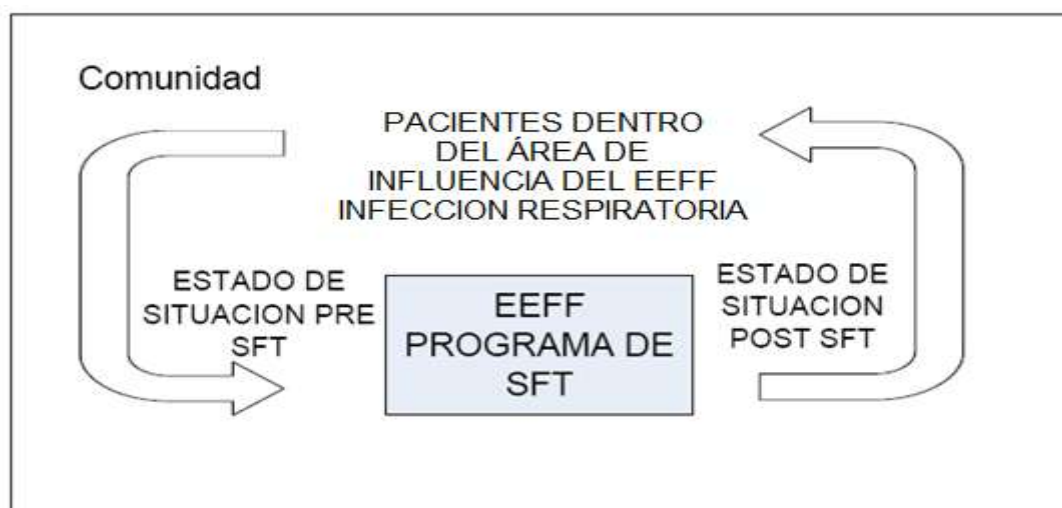 Comunidad
PACIENTES DENTRO
DEL ÁREA DE
INFLUENCIA DEL EEFF
INFECCION RESPIRATORIA
ESTADO DE
SITUACION PRE
SFT
EEFF
PROGRAMA DE
SFT
ESTADO DE
SITUACION
POST SFT